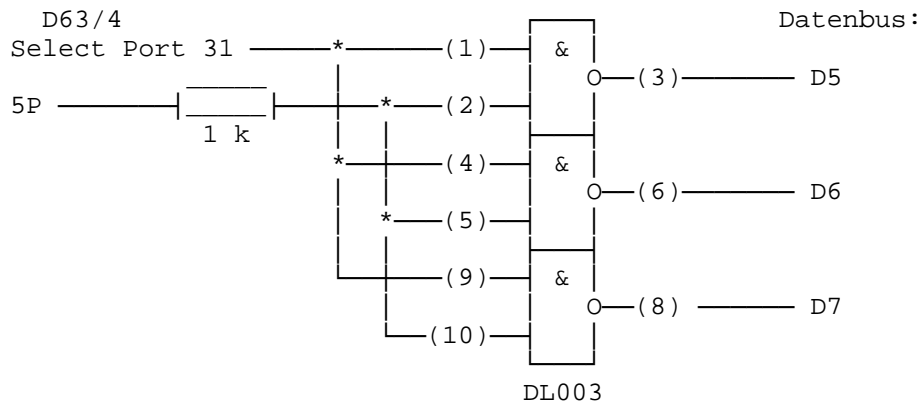 D63/4 Datenbus:
Select Port 31 (1) &
(3) D5
5P (2)
1 k
(4) &
(6) D6
(5)
(9) &
(8) D7
(10)
DL003